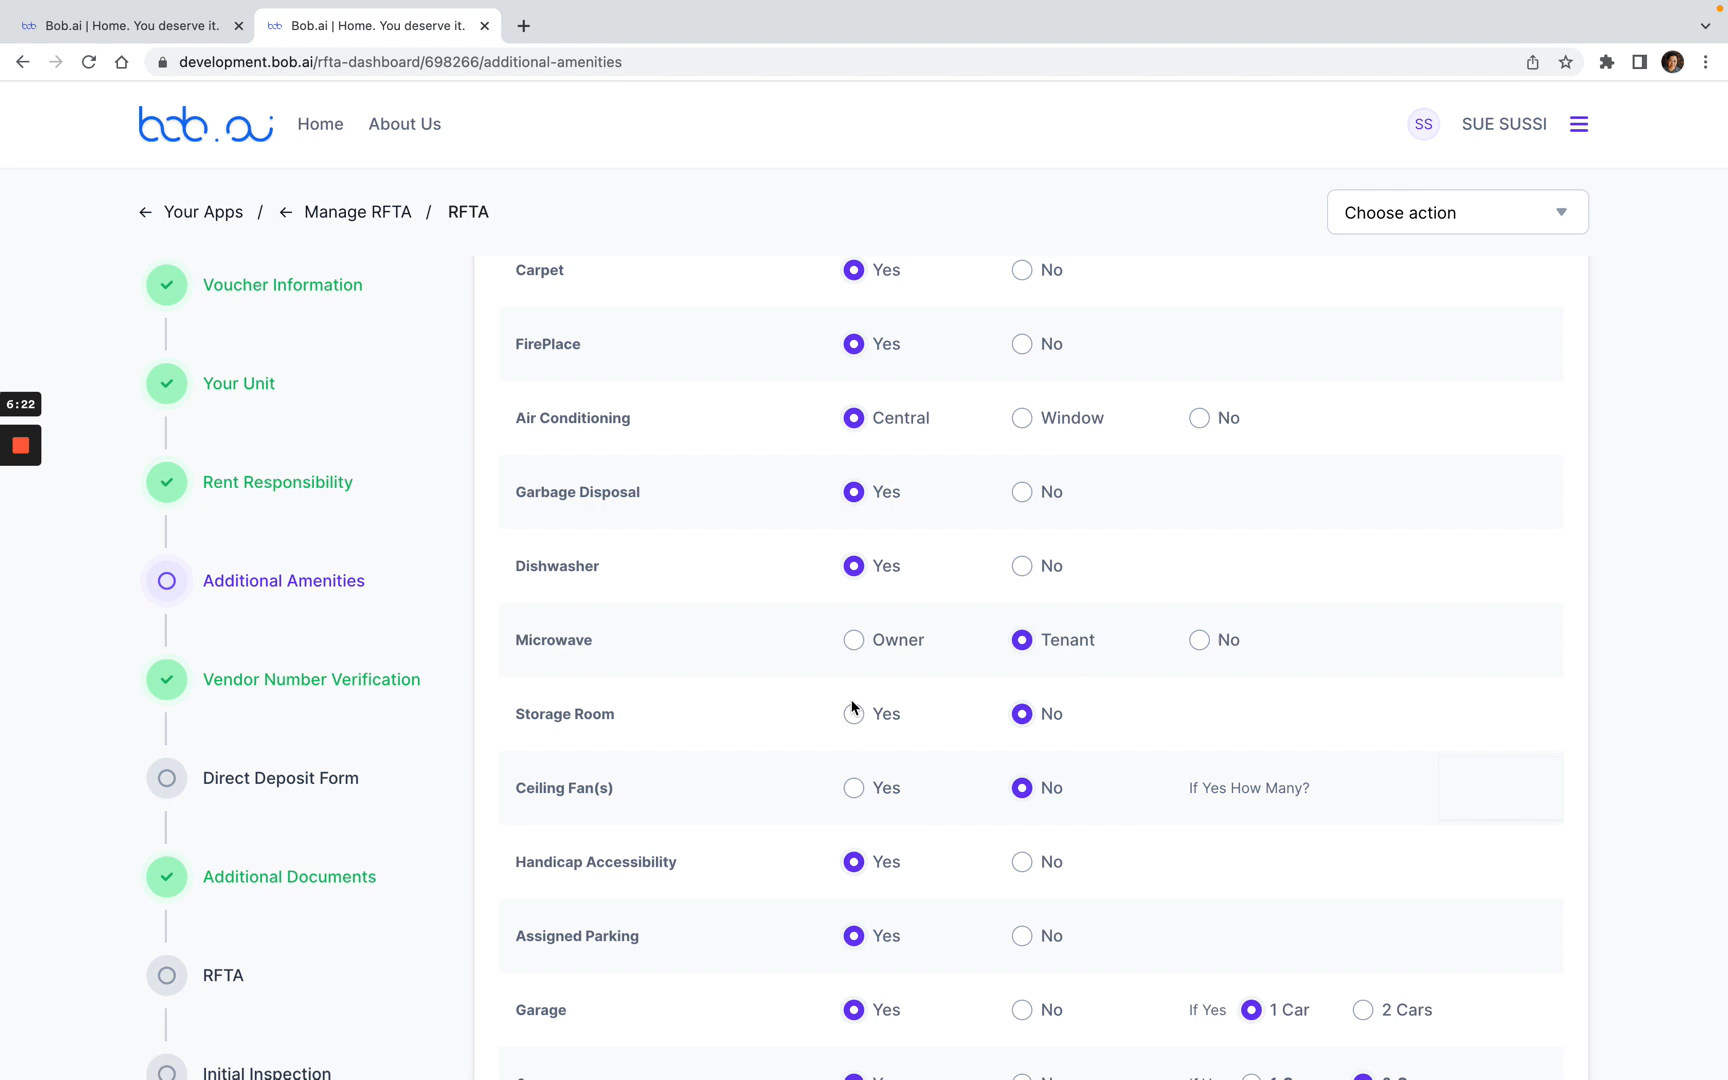 Bob.ai | Home. You deserve it.
Bob.ai | Home. You deserve it.
development.bob.ai/rfta-dashboard/698266/additional-amenities
bob.ai Home About Us
SS SUE SUSSI
← Your Apps / ← Manage RFTA / RFTA
Choose action
Voucher Information
Your Unit
6:22
Rent Responsibility
Additional Amenities
Vendor Number Verification
Direct Deposit Form
Additional Documents
RFTA
Initial Inspection
Carpet Yes No
FirePlace Yes No
Air Conditioning Central Window No
Garbage Disposal Yes No
Dishwasher Yes No
Microwave Owner Tenant No
Storage Room Yes No
Ceiling Fan(s) Yes No If Yes How Many?
Handicap Accessibility Yes No
Assigned Parking Yes No
Garage Yes No If Yes 1 Car 2 Cars